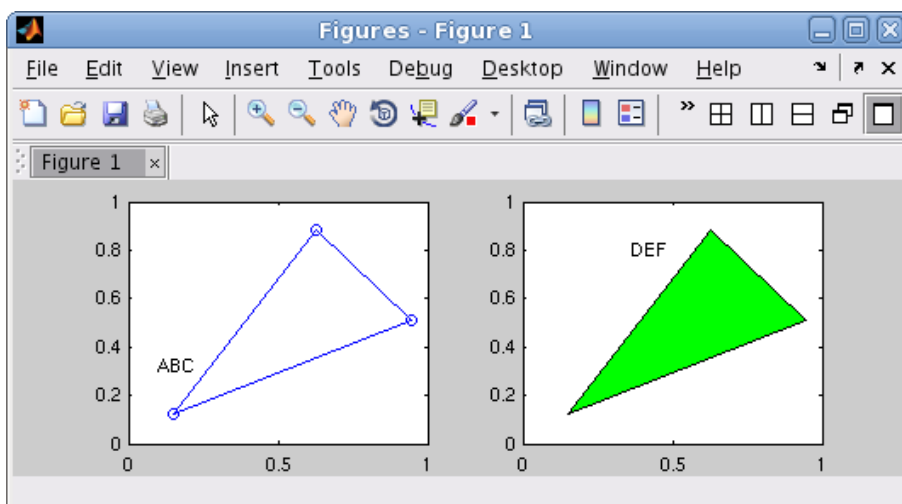 Figures - Figure 1
File Edit View Insert Tools Debug Desktop Window Help
Figure 1
1
0.8
0.6
0.4
0.2
0
0 0.5 1
ABC
1
0.8
0.6
0.4
0.2
0
0 0.5 1
DEF